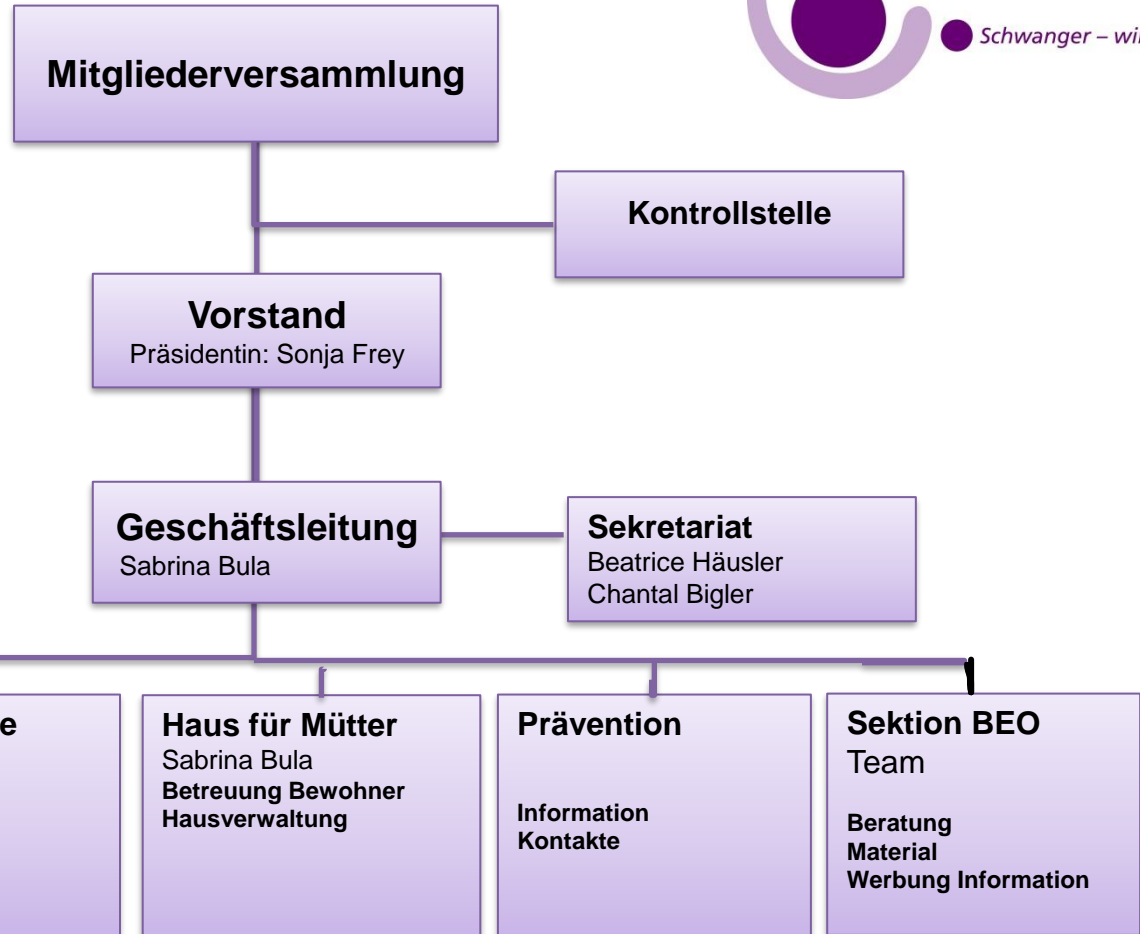 Schwanger – wi
Mitgliederversammlung
Kontrollstelle
Vorstand
Präsidentin: Sonja Frey
Geschäftsleitung
Sabrina Bula
Sekretariat
Beatrice Häusler
Chantal Bigler
e
Haus für Mütter
Sabrina Bula
Betreuung Bewohner
Hausverwaltung
Prävention
Information
Kontakte
Sektion BEO
Team
Beratung
Material
Werbung Information